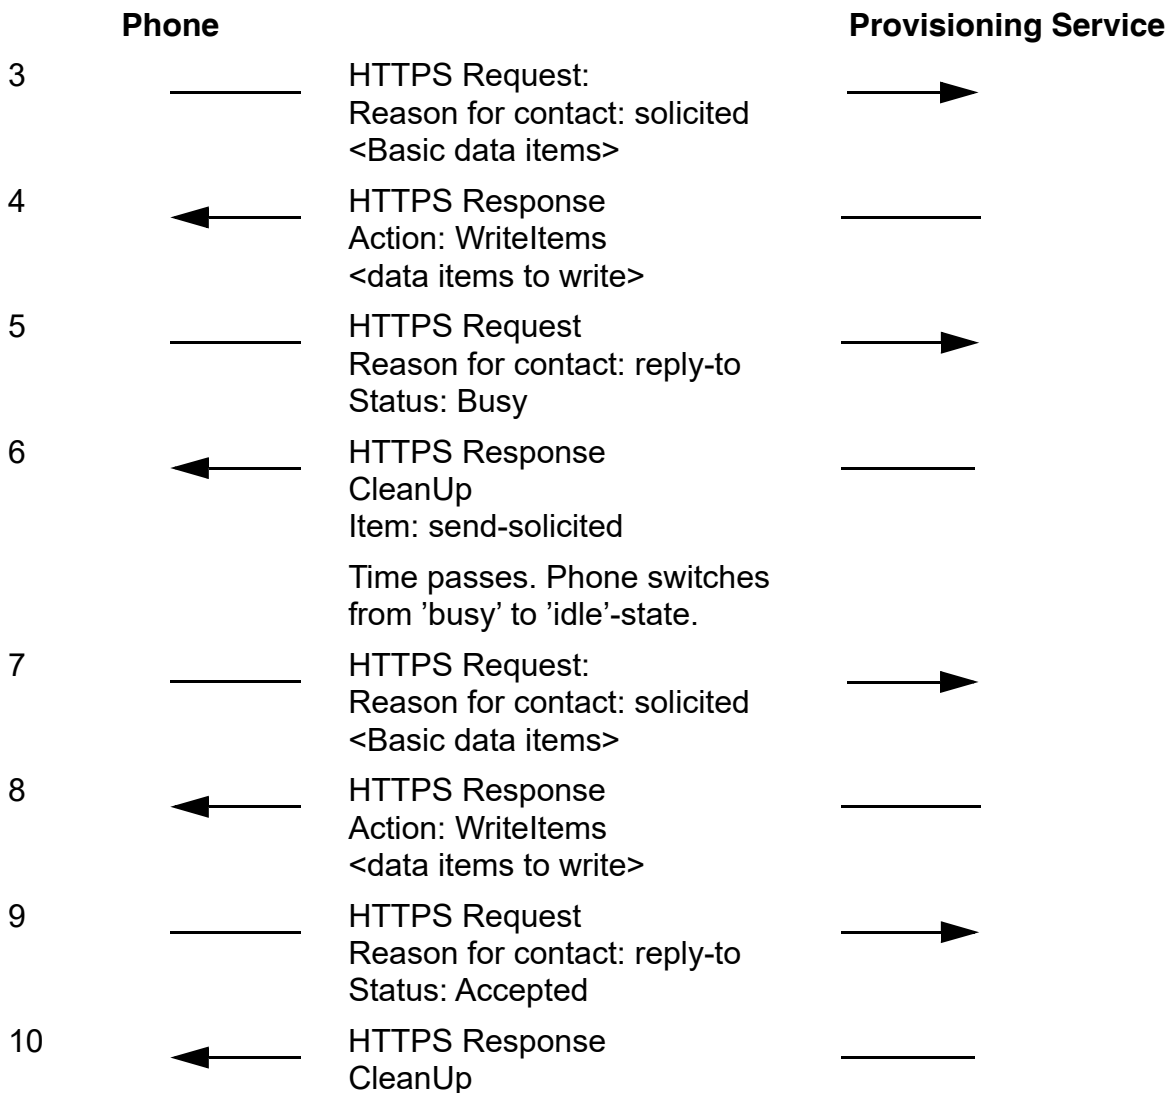 Phone Provisioning Service
3 HTTPS Request:
Reason for contact: solicited
<Basic data items>
4 HTTPS Response
Action: WriteItems
<data items to write>
5 HTTPS Request
Reason for contact: reply-to
Status: Busy
6 HTTPS Response
CleanUp
Item: send-solicited
Time passes. Phone switches
from ’busy’ to ’idle’-state.
7 HTTPS Request:
Reason for contact: solicited
<Basic data items>
8 HTTPS Response
Action: WriteItems
<data items to write>
9 HTTPS Request
Reason for contact: reply-to
Status: Accepted
10 HTTPS Response
CleanUp